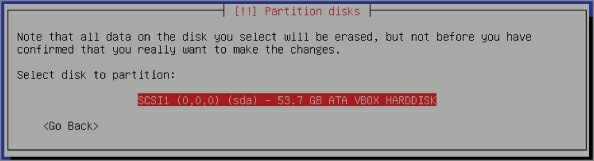 [!!] Partition disks
Note that all data on the disk you select will be erased, but not before you have
confirmed that you really want to make the changes.
Select disk to partition:
SCSI1 (0,0,0) (sda) - 53.7 GB ATA VBOX HARDDISK
<Go Back>